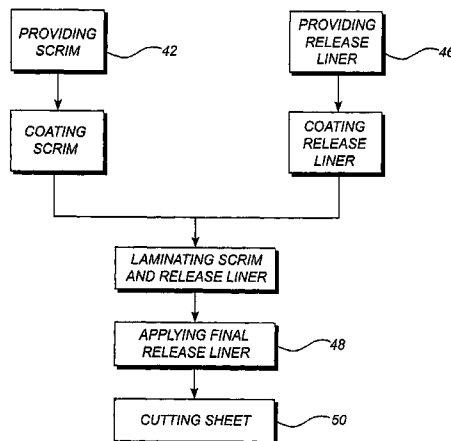 PROVIDING
SCRIM
42
PROVIDING
RELEASE
LINER
46
COATING
SCRIM
COATING
RELEASE
LINER
LAMINATING SCRIM
AND RELEASE LINER
APPLYING FINAL
RELEASE LINER
48
CUTTING SHEET
50